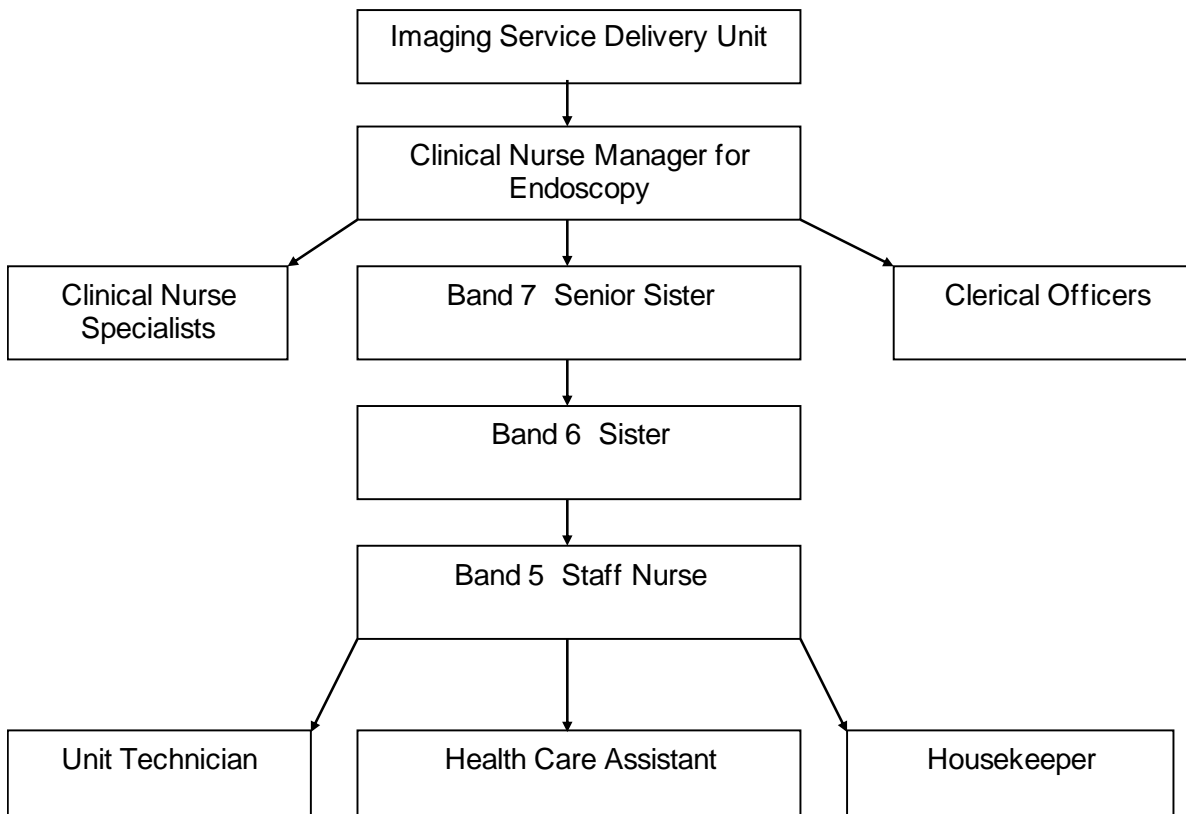 Imaging Service Delivery Unit
Clinical Nurse Manager for
Endoscopy
Clinical Nurse
Specialists
Band 7  Senior Sister
Clerical Officers
Band 6  Sister
Band 5  Staff Nurse
Unit Technician
Health Care Assistant
Housekeeper